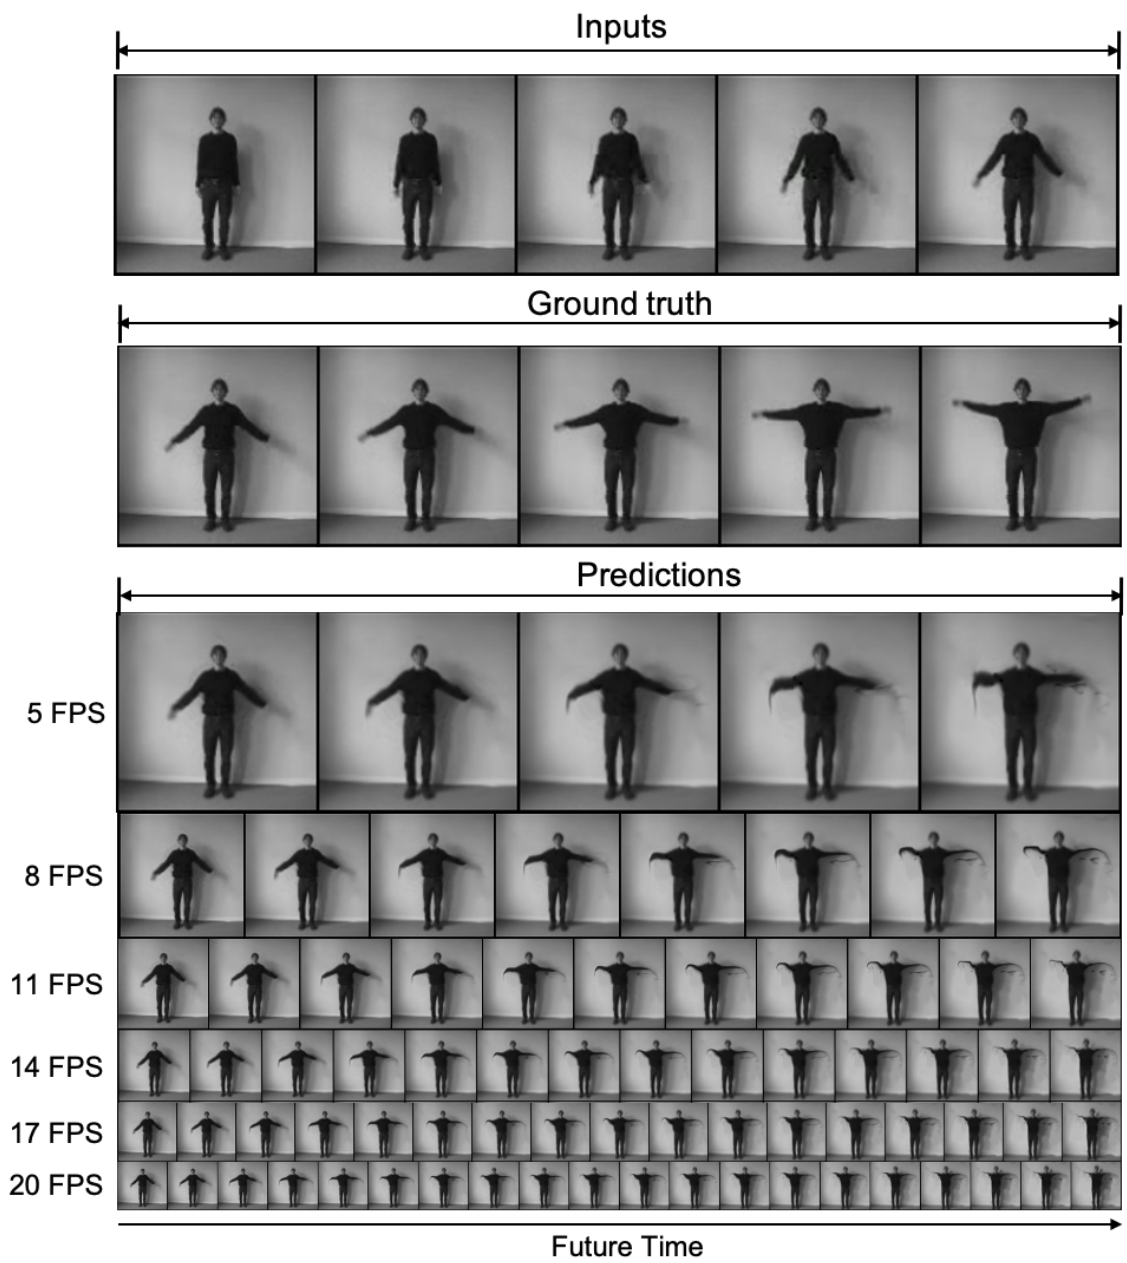 Inputs
Ground truth
Predictions
5 FPS
8 FPS
11 FPS
14 FPS
17 FPS
20 FPS
Future Time